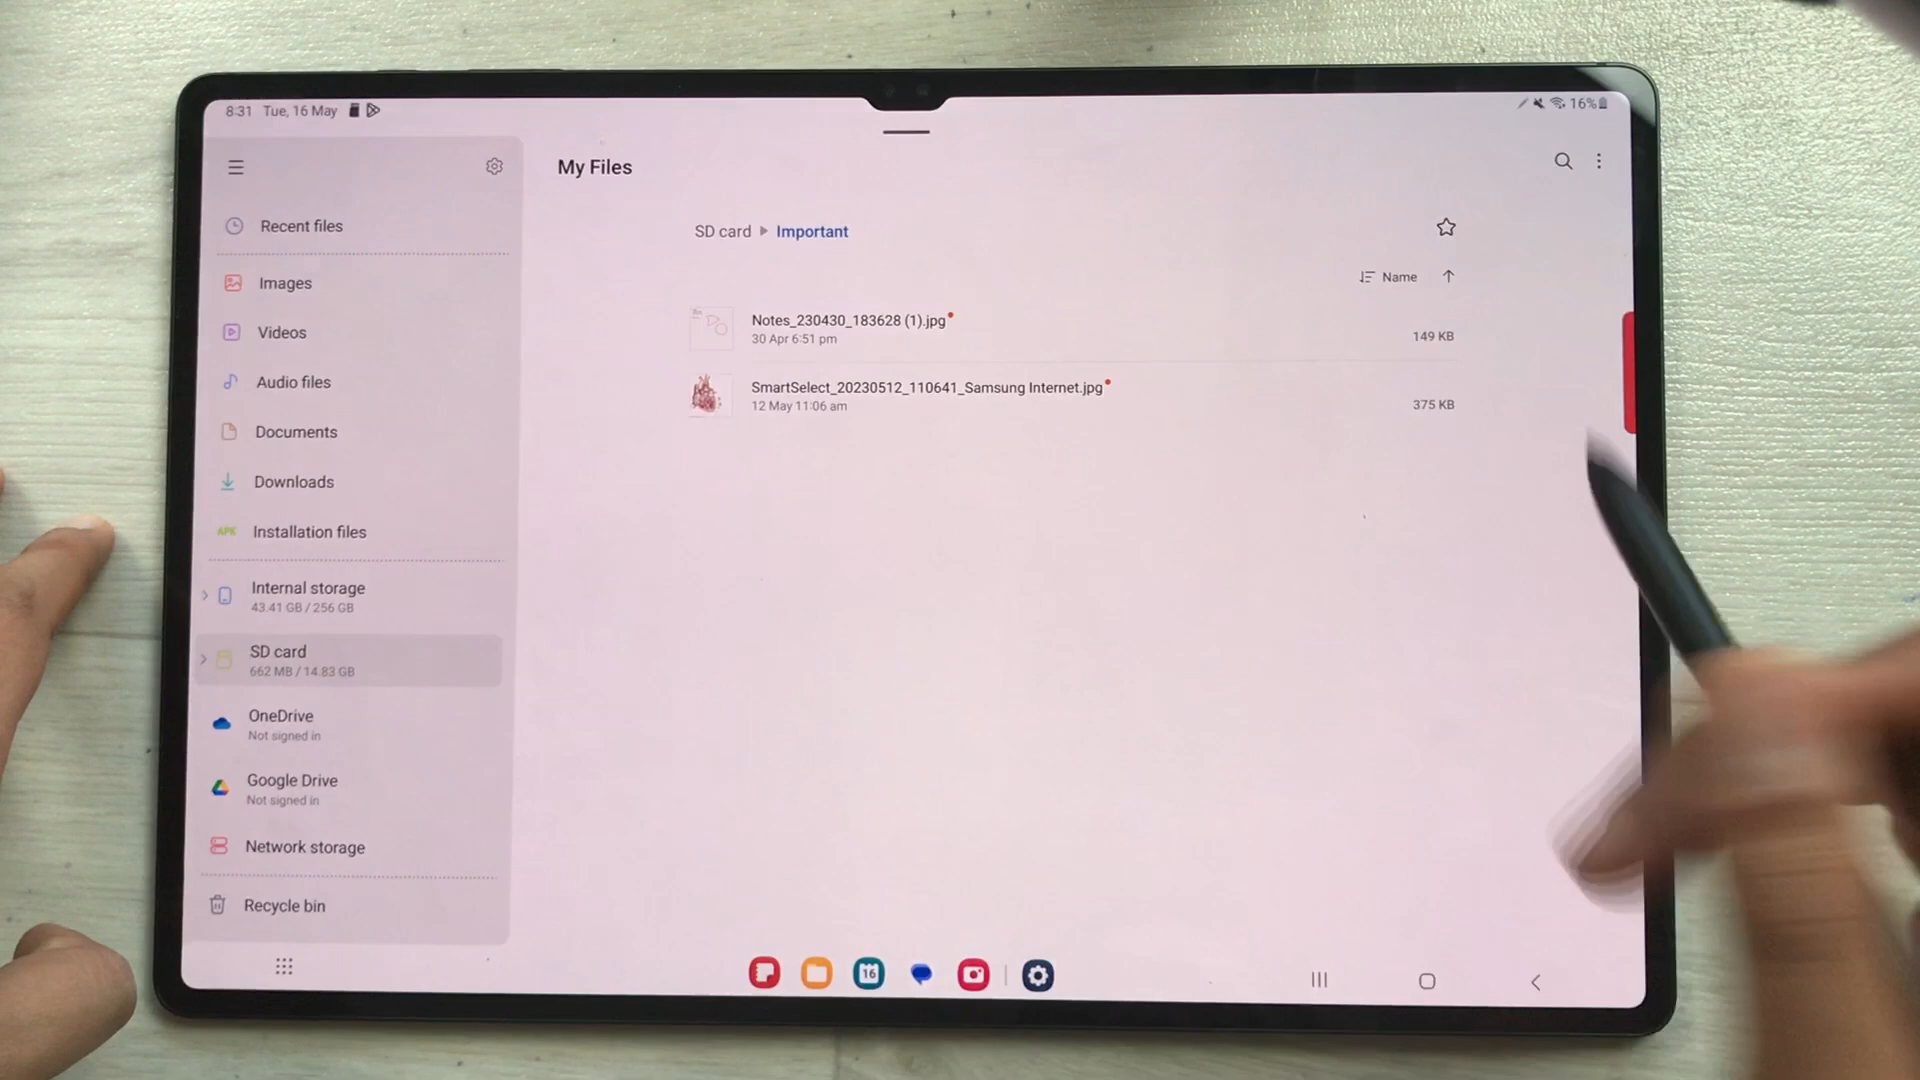 8:31 Tue, 16 May
16%
My Files
Recent files
Images
Videos
Audio files
Documents
Downloads
APK Installation files
Internal storage
43.41 GB / 256 GB
SD card
662 MB / 14.83 GB
OneDrive
Not signed in
Google Drive
Not signed in
Network storage
Recycle bin
SD card Important
Name
Notes_230430_183628 (1).jpg
30 Apr 6:51 pm
149 KB
SmartSelect_20230512_110641_Samsung Internet.jpg
12 May 11:06 am
375 KB
16